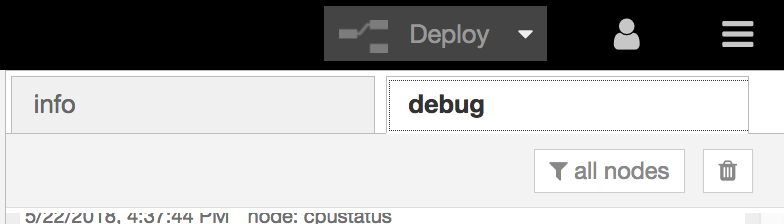 Deploy
info debug
all nodes
5/22/2018, 4:37:44 PM node: cpustatus